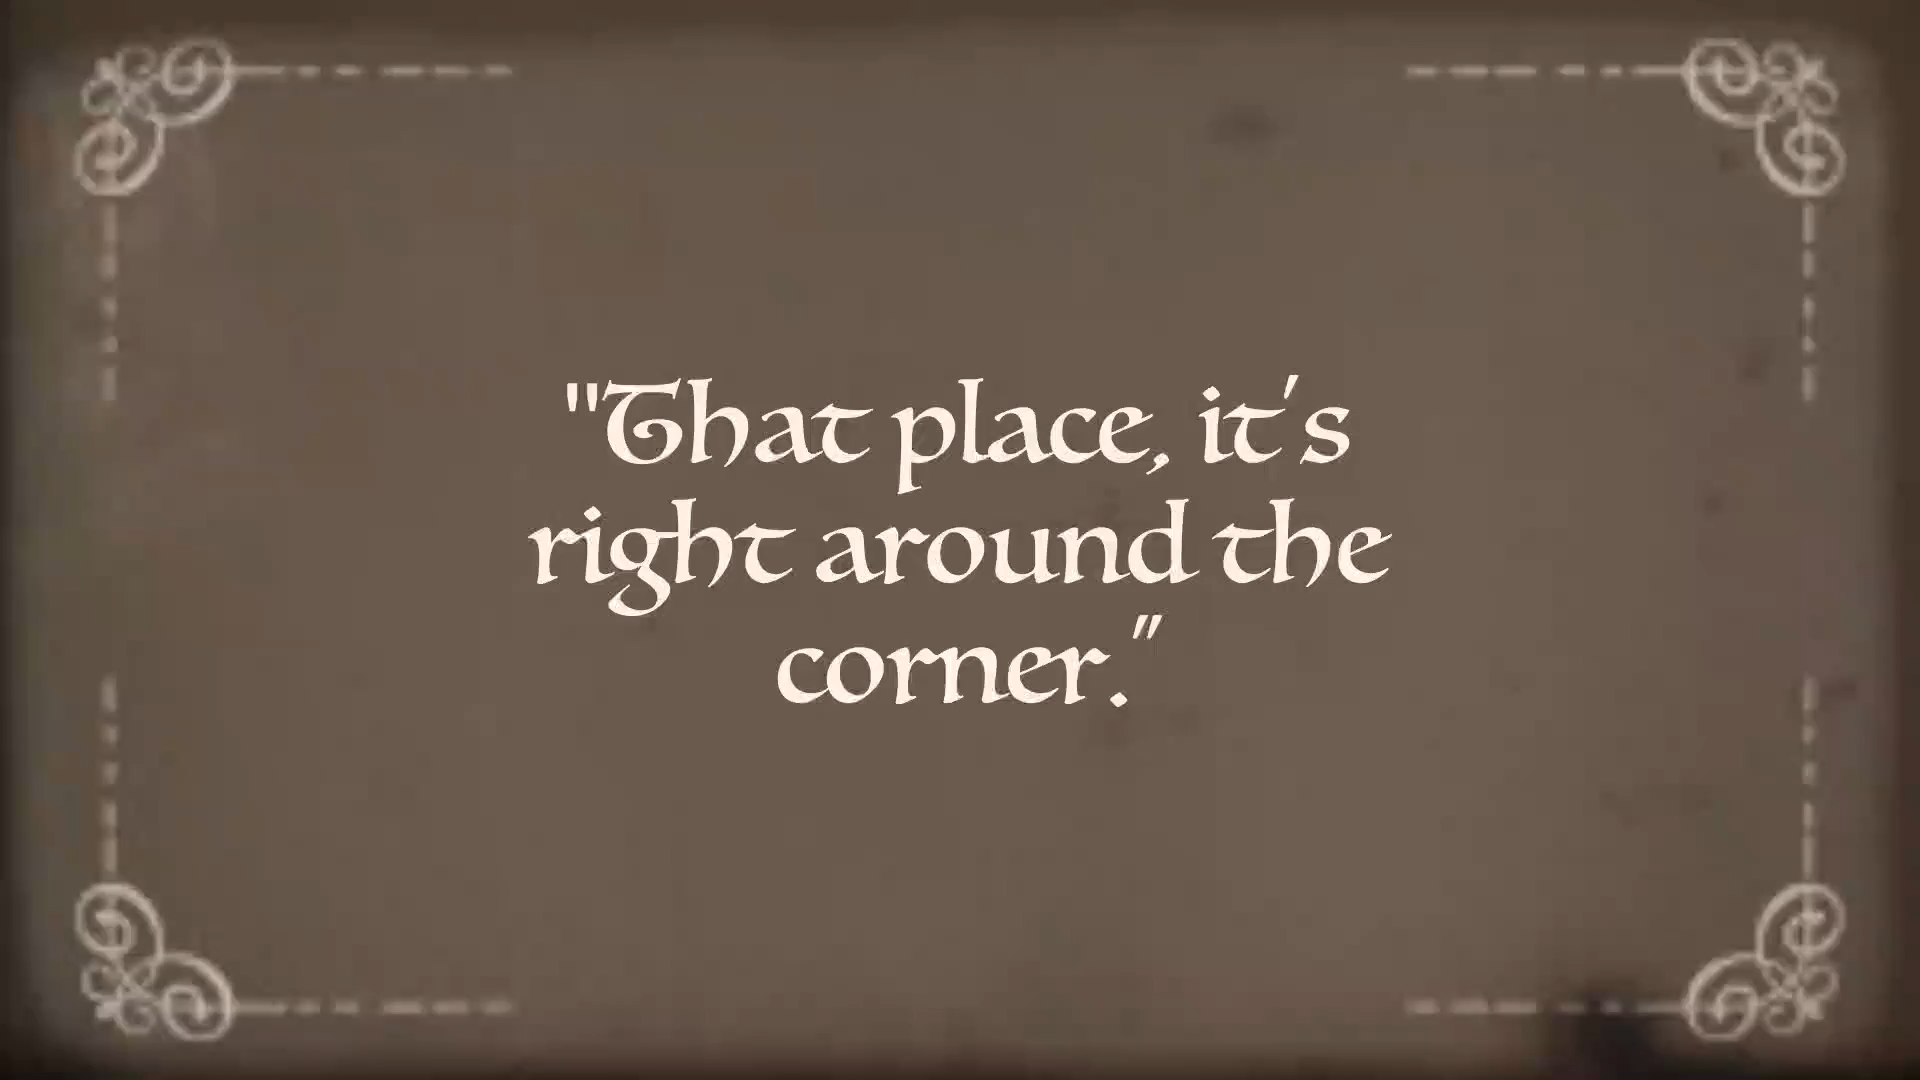 "That place, it's
right around the
corner."